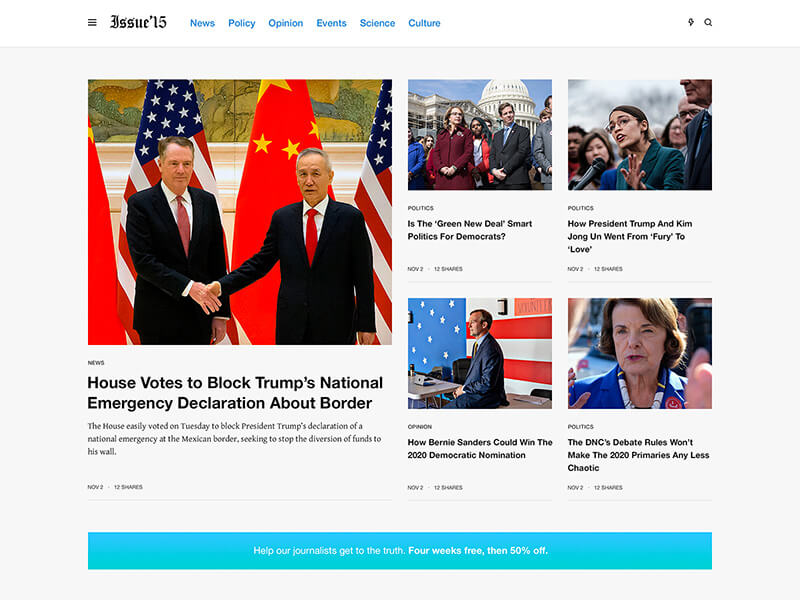 Issue'15
News Policy Opinion Events Science Culture
NEWS
House Votes to Block Trump's National
Emergency Declaration About Border
The House easily voted on Tuesday to block President Trump's declaration of a
national emergency at the Mexican border, seeking to stop the diversion of funds to
his wall.
NOV 2 · 12 SHARES
POLITICS
Is The ‘Green New Deal’ Smart
Politics For Democrats?
NOV 2 · 12 SHARES
POLITICS
How President Trump And Kim
Jong Un Went From ‘Fury’ To
‘Love’
NOV 2 · 12 SHARES
OPINION
How Bernie Sanders Could Win The
2020 Democratic Nomination
NOV 2 · 12 SHARES
POLITICS
The DNC’s Debate Rules Won’t
Make The 2020 Primaries Any Less
Chaotic
NOV 2 · 12 SHARES
Help our journalists get to the truth. Four weeks free, then 50% off.